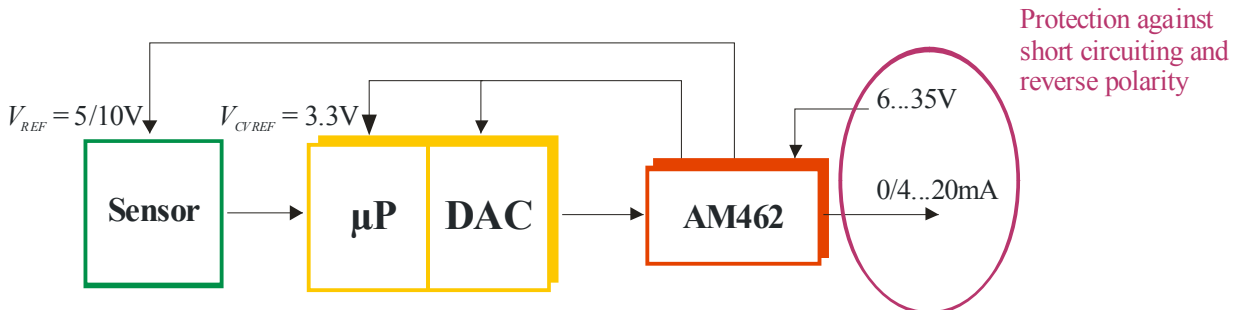 Protection against
short circuiting and
reverse polarity
6...35V
V_REF = 5/10V
V_CVREF = 3.3V
0/4...20mA
Sensor
µP
DAC
AM462